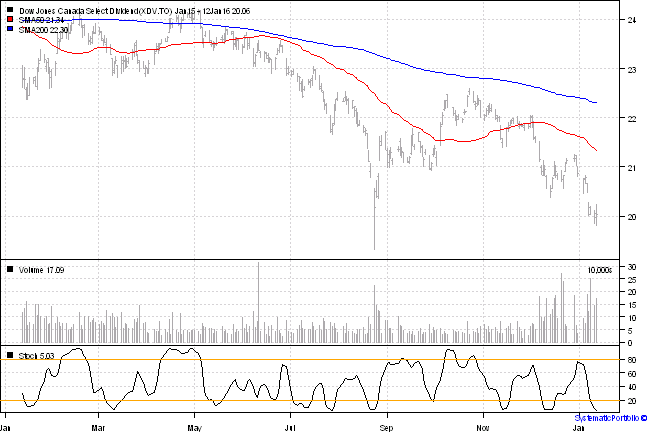 Dow Jones Canada Select Dividend(XDV.TO) Jan15 - 12Jan16 20.06
SMA50 21.34
SMA200 22.30
24
23
22
21
20
Volume 17.09
10,000s
30
25
20
15
10
5
0
Stoch 5.03
80
60
40
20
Jan Mar May Jul Sep Nov Jan
SystematicPortfolio ©